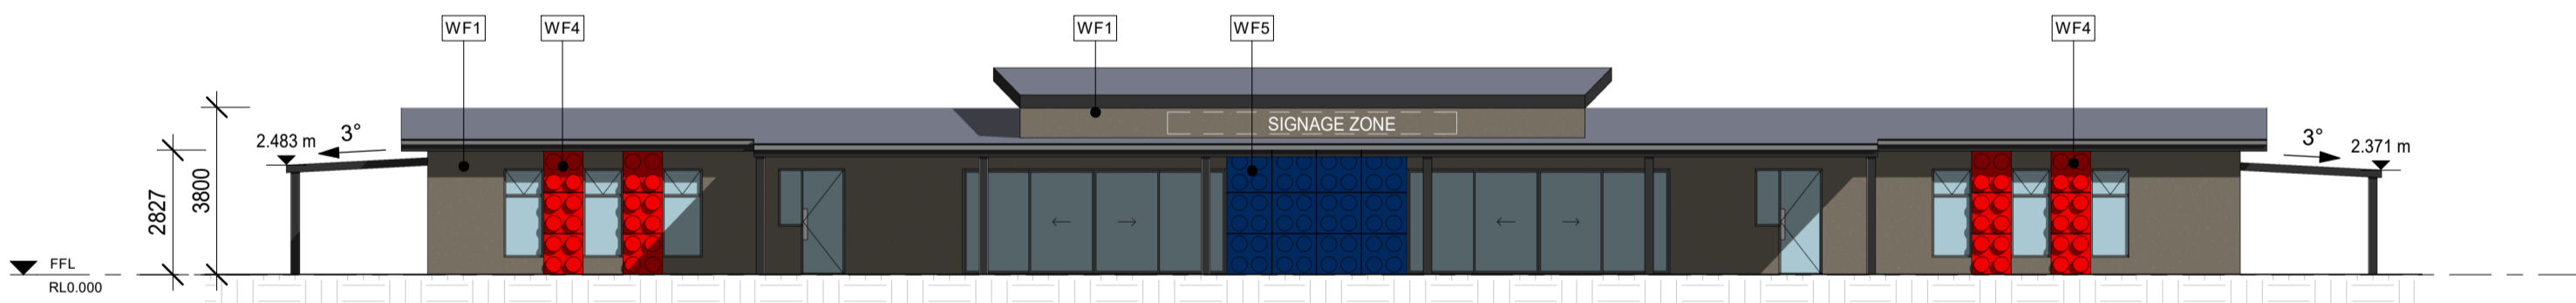 WF1
WF4
WF1
WF5
WF4
SIGNAGE ZONE
2.483 m
3°
3°
2.371 m
2827
3800
FFL
RL0.000